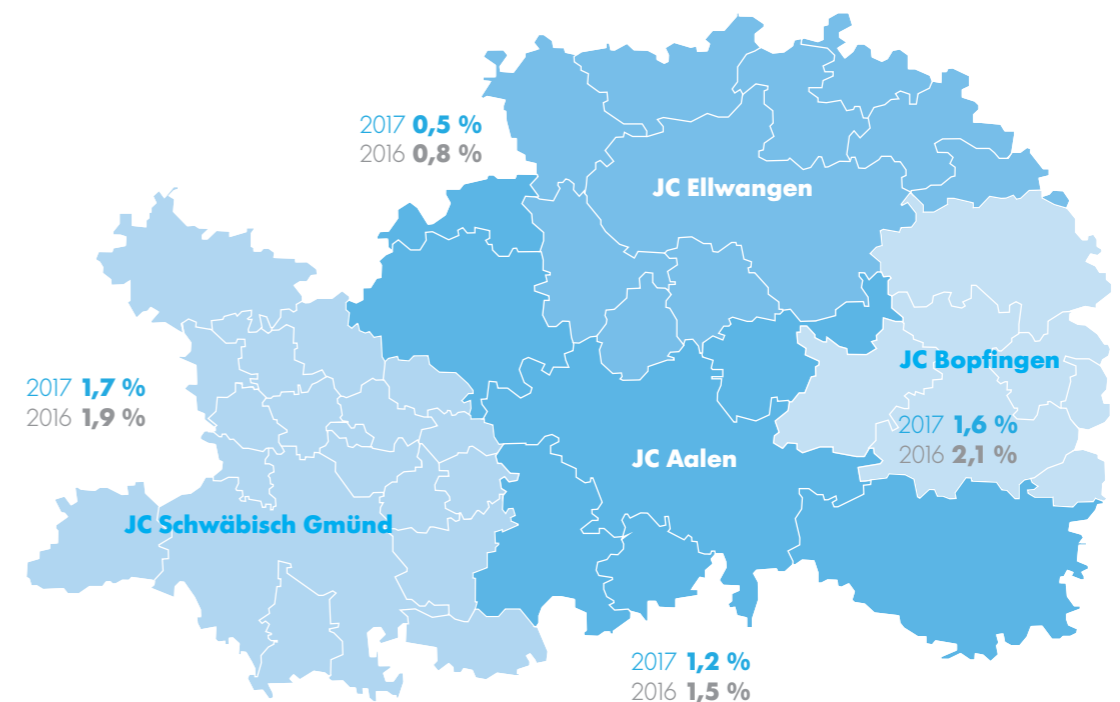 2017 0,5 %
2016 0,8 %
JC Ellwangen
JC Bopfingen
2017 1,6 %
2016 2,1 %
2017 1,7 %
2016 1,9 %
JC Aalen
JC Schwäbisch Gmünd
2017 1,2 %
2016 1,5 %